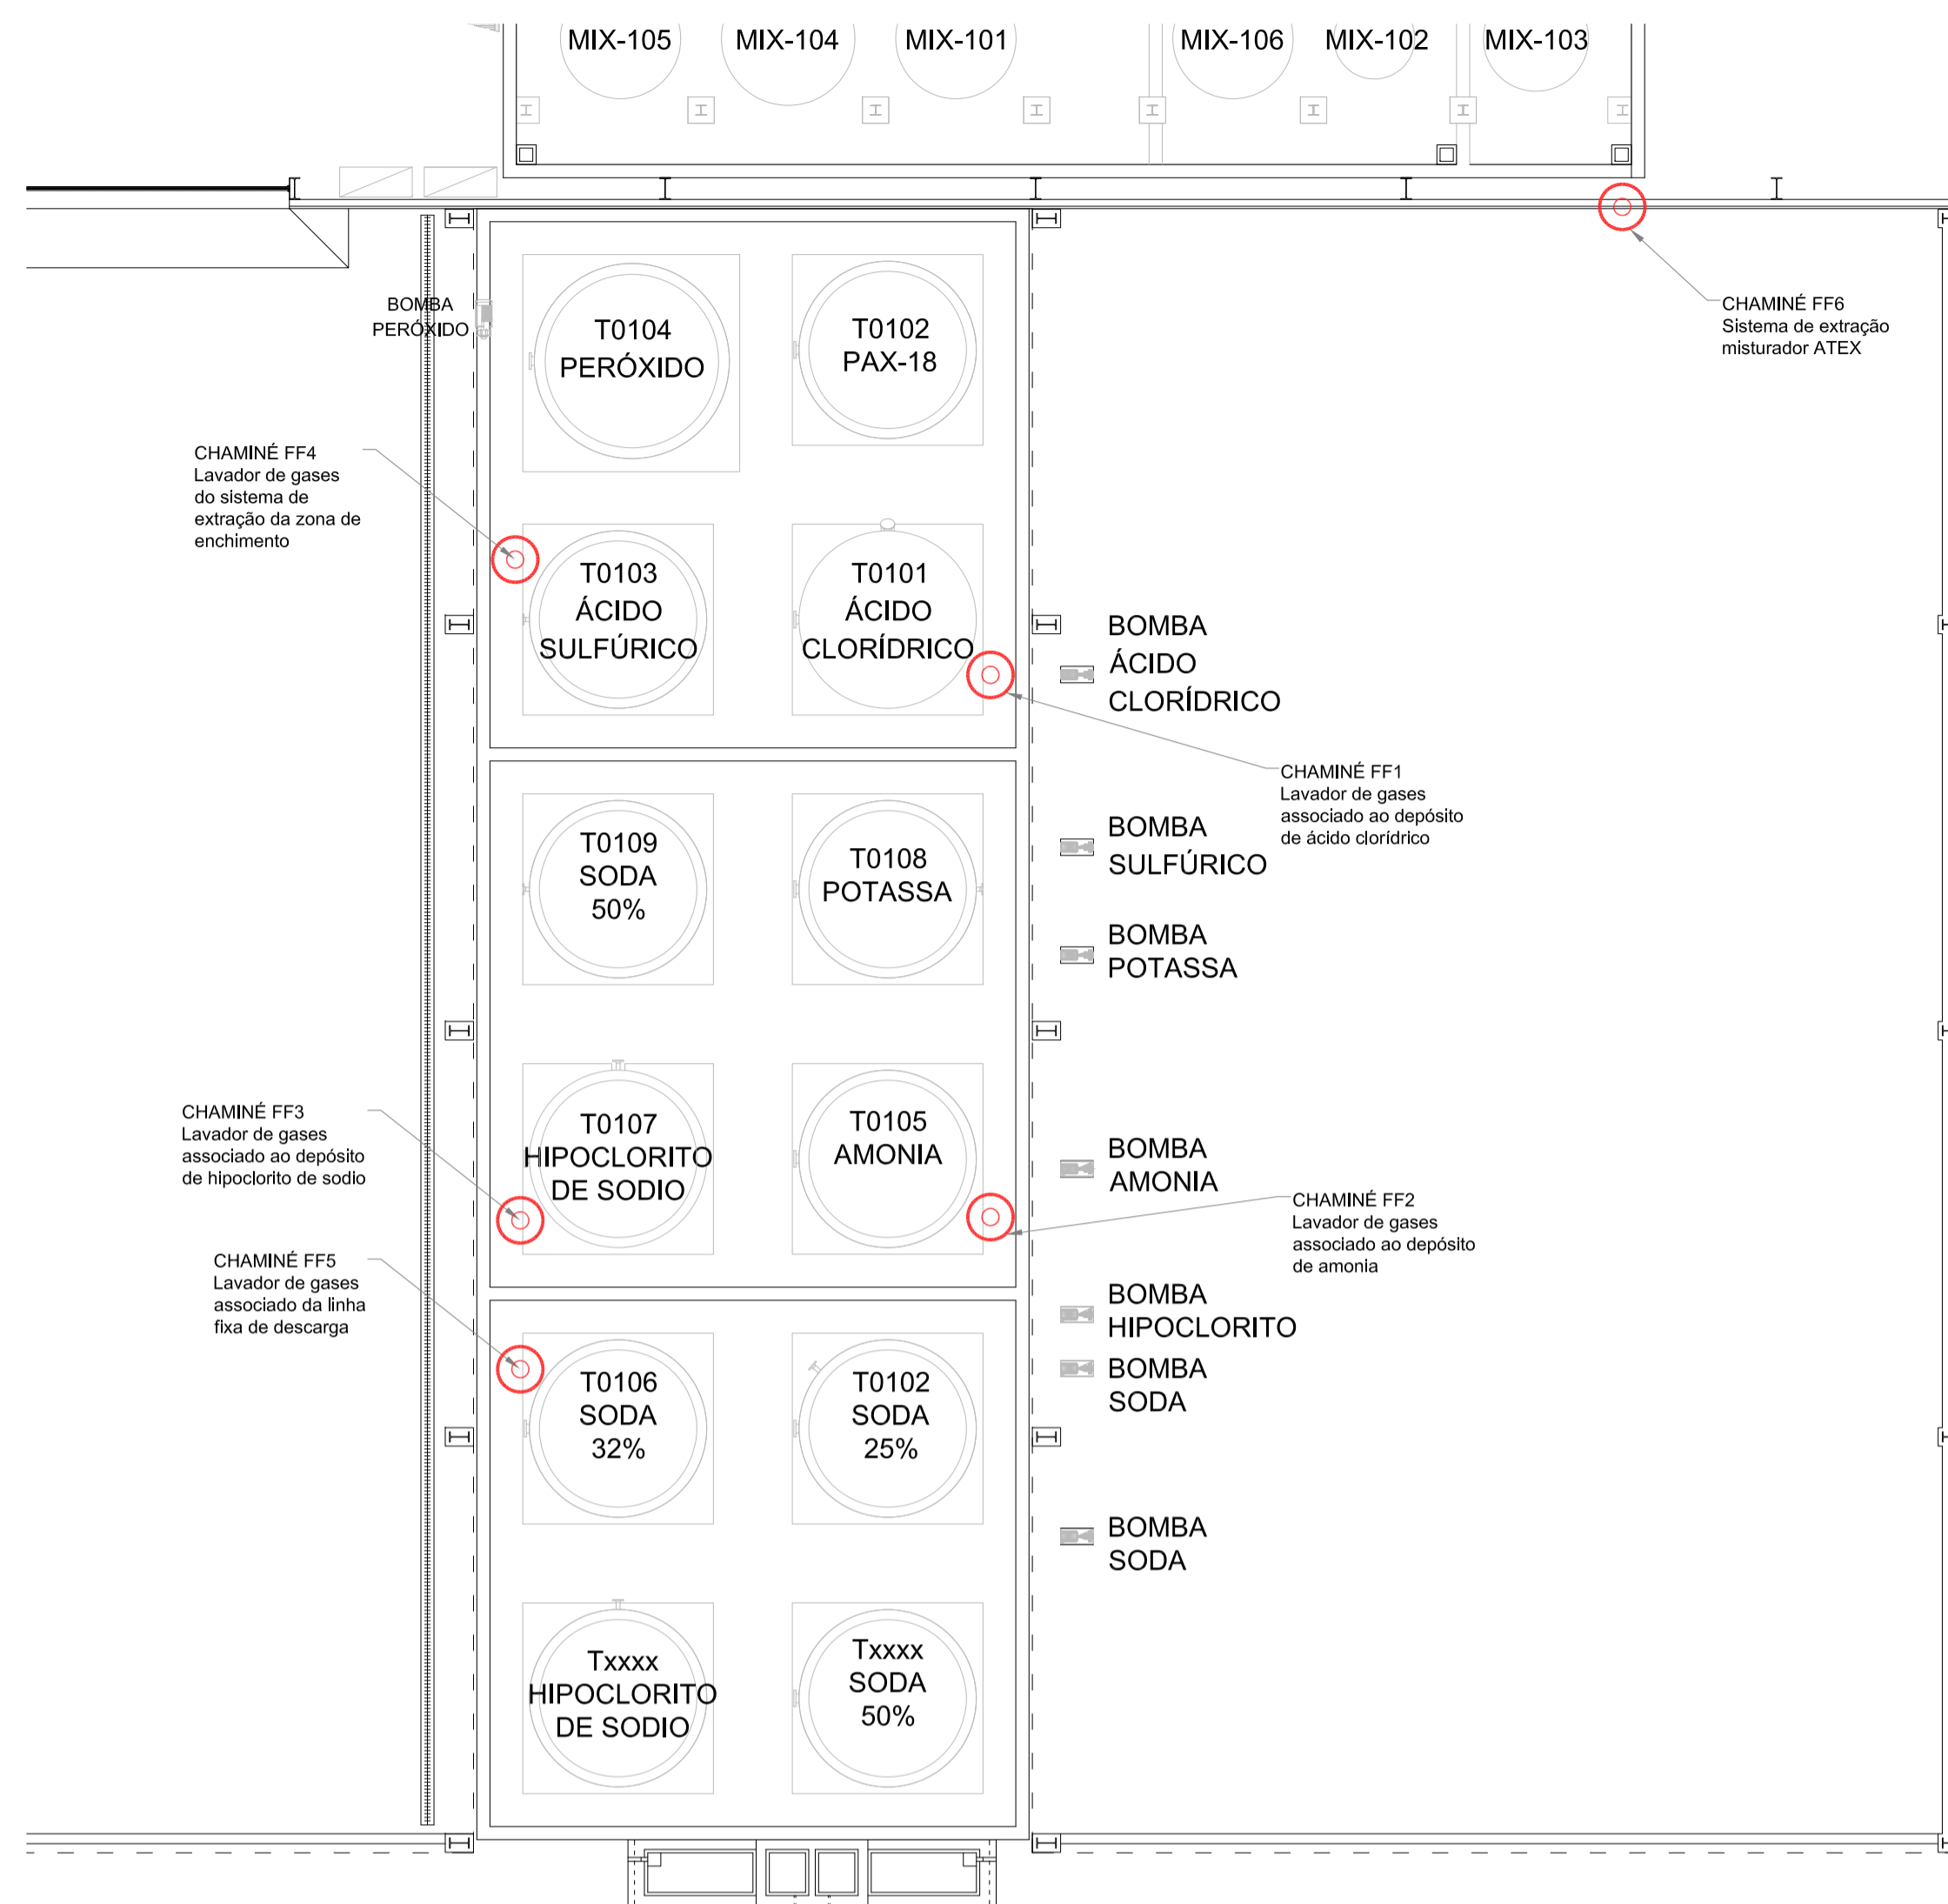 MIX-105
MIX-104
MIX-101
MIX-106
MIX-102
MIX-103
BOMBA
PERÓXIDO
T0104
PERÓXIDO
T0102
PAX-18
CHAMINÉ FF6
Sistema de extração
misturador ATEX
CHAMINÉ FF4
Lavador de gases
do sistema de
extração da zona de
enchimento
T0103
ÁCIDO
SULFÚRICO
T0101
ÁCIDO
CLORÍDRICO
BOMBA
ÁCIDO
CLORÍDRICO
CHAMINÉ FF1
Lavador de gases
associado ao depósito
de ácido clorídrico
T0109
SODA
50%
T0108
POTASSA
BOMBA
SULFÚRICO
BOMBA
POTASSA
CHAMINÉ FF3
Lavador de gases
associado ao depósito
de hipoclorito de sodio
T0107
HIPOCLORITO
DE SODIO
T0105
AMONIA
BOMBA
AMONIA
CHAMINÉ FF2
Lavador de gases
associado ao depósito
de amonia
CHAMINÉ FF5
Lavador de gases
associado da linha
fixa de descarga
BOMBA
HIPOCLORITO
BOMBA
SODA
T0106
SODA
32%
T0102
SODA
25%
BOMBA
SODA
Txxxx
HIPOCLORITO
DE SODIO
Txxxx
SODA
50%